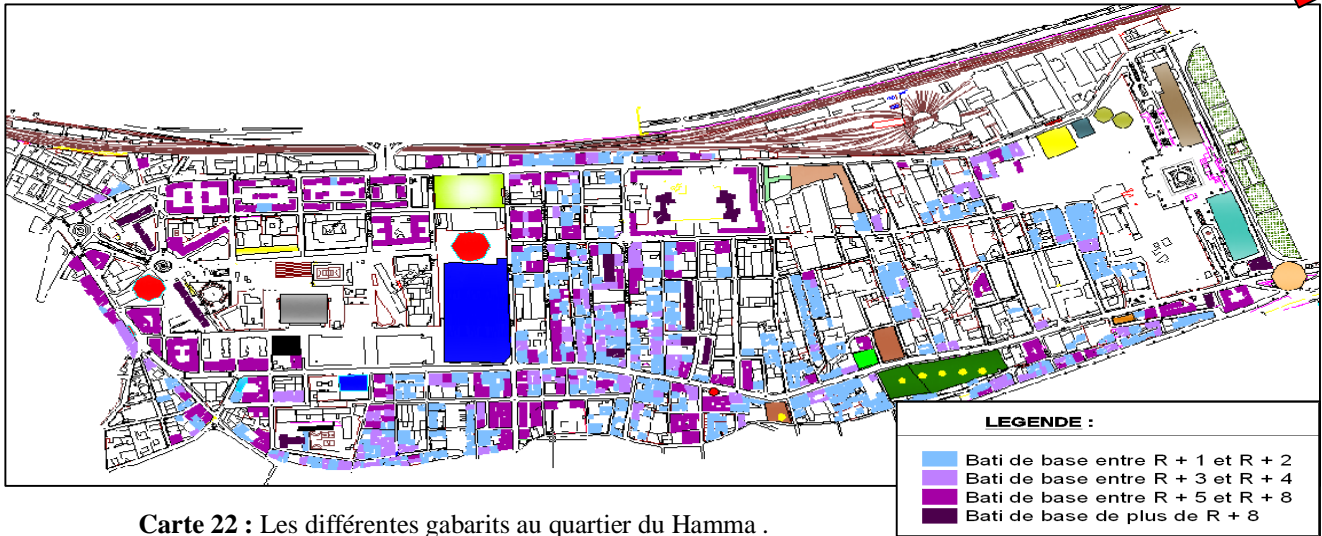 LEGENDE :
Bati de base entre R + 1 et R + 2
Bati de base entre R + 3 et R + 4
Bati de base entre R + 5 et R + 8
Bati de base de plus de R + 8
Carte 22 : Les différentes gabarits au quartier du Hamma .